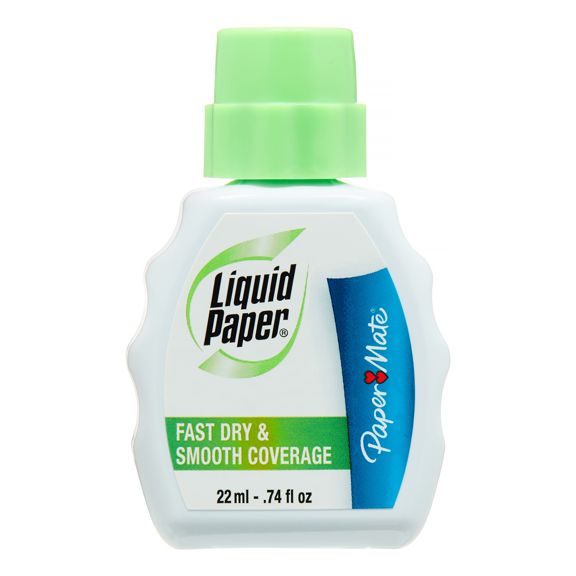 Liquid
Paper®
Paper Mate®
FAST DRY &
SMOOTH COVERAGE
22 ml - .74 fl oz